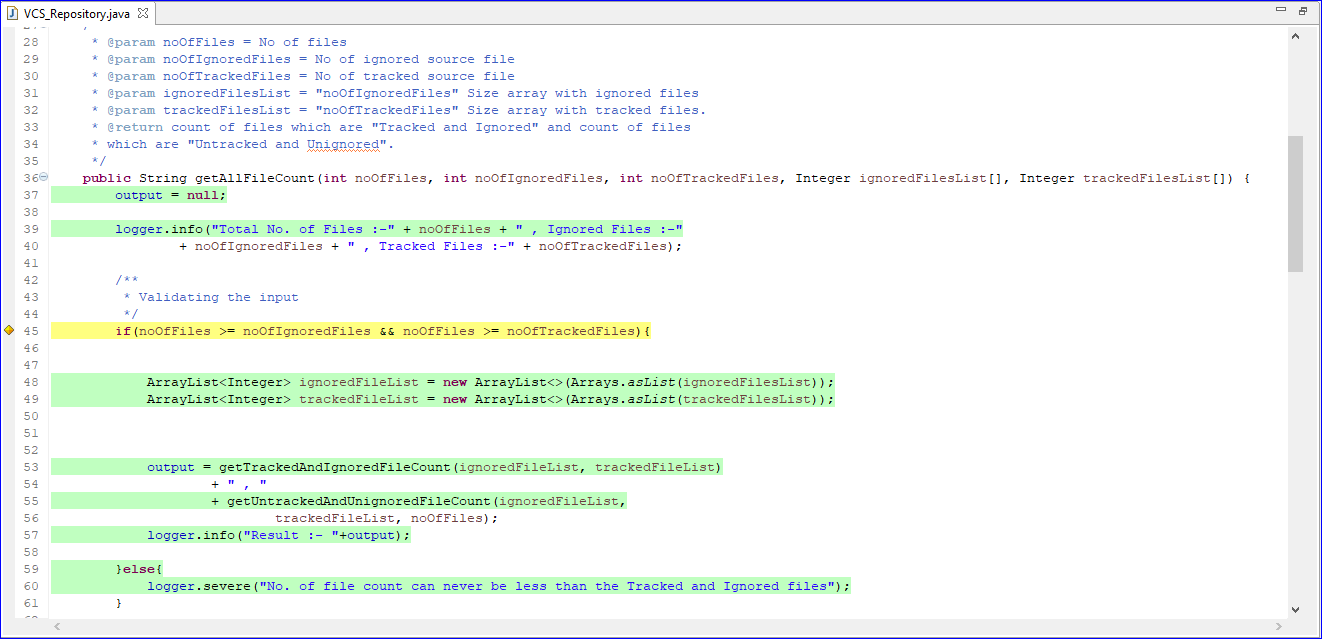 VCS_Repository.java
28 * @param noOfFiles = No of files
29 * @param noOfIgnoredFiles = No of ignored source file
30 * @param noOfTrackedFiles = No of tracked source file
31 * @param ignoredFilesList = "noOfIgnoredFiles" Size array with ignored files
32 * @param trackedFilesList = "noOfTrackedFiles" Size array with tracked files.
33 * @return count of files which are "Tracked and Ignored" and count of files
34 * which are "Untracked and Unignored".
35 */
36 public String getAllFileCount(int noOfFiles, int noOfIgnoredFiles, int noOfTrackedFiles, Integer ignoredFilesList[], Integer trackedFilesList[]) {
37 output = null;
38
39 logger.info("Total No. of Files :-" + noOfFiles + " , Ignored Files :-"
40 + noOfIgnoredFiles + " , Tracked Files :-" + noOfTrackedFiles);
41
42 /**
43 * Validating the input
44 */
45 if(noOfFiles >= noOfIgnoredFiles && noOfFiles >= noOfTrackedFiles){
46
47
48 ArrayList<Integer> ignoredFileList = new ArrayList<>(Arrays.asList(ignoredFilesList));
49 ArrayList<Integer> trackedFileList = new ArrayList<>(Arrays.asList(trackedFilesList));
50
51
52
53 output = getTrackedAndIgnoredFileCount(ignoredFileList, trackedFileList)
54 + " , "
55 + getUntrackedAndUnignoredFileCount(ignoredFileList,
56 trackedFileList, noOfFiles);
57 logger.info("Result :- "+output);
58
59 }else{
60 logger.severe("No. of file count can never be less than the Tracked and Ignored files");
61 }